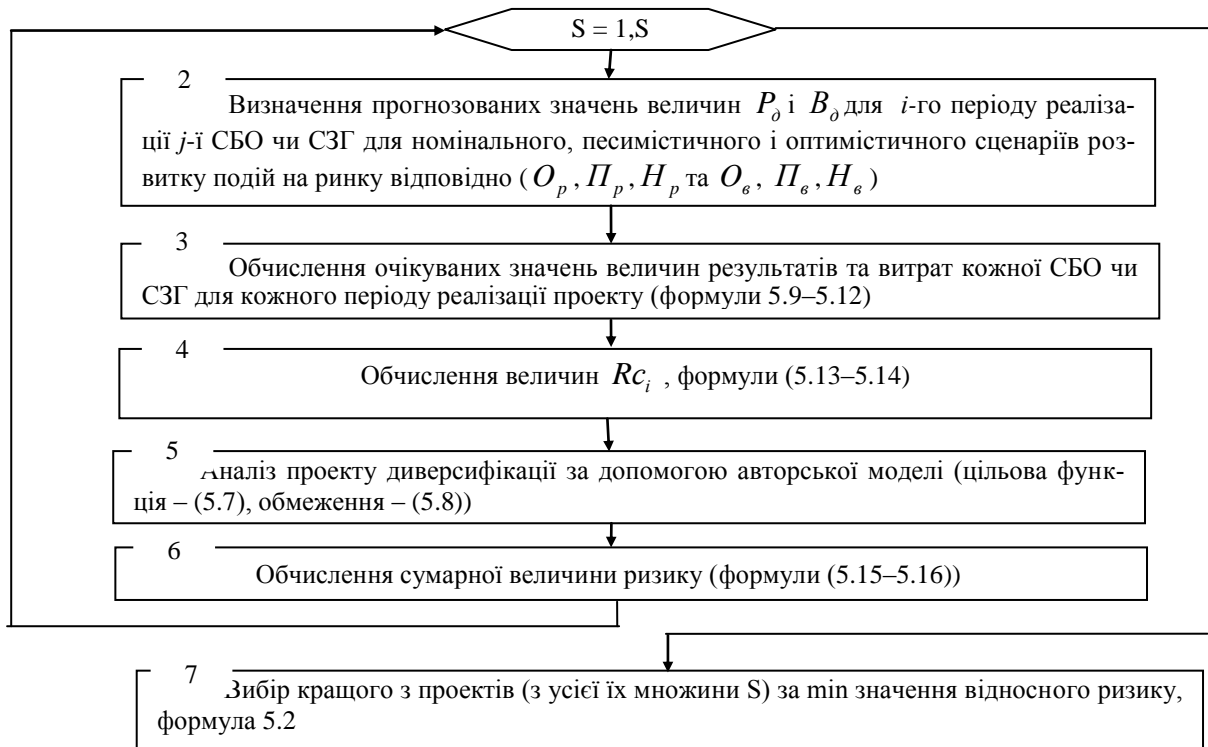 S = 1,S
2
Визначення прогнозованих значень величин Pд і Bд для i-го періоду реаліза-
ції j-ї СБО чи СЗГ для номінального, песимістичного і оптимістичного сценаріїв роз-
витку подій на ринку відповідно ( Oр , Пр , Нр та Oв , Пв , Нв )
3
Обчислення очікуваних значень величин результатів та витрат кожної СБО чи
СЗГ для кожного періоду реалізації проекту (формули 5.9–5.12)
4
Обчислення величин Rci , формули (5.13–5.14)
5
Аналіз проекту диверсифікації за допомогою авторської моделі (цільова функ-
ція – (5.7), обмеження – (5.8))
6
Обчислення сумарної величини ризику (формули (5.15–5.16))
7
Вибір кращого з проектів (з усієї їх множини S) за min значення відносного ризику,
формула 5.2